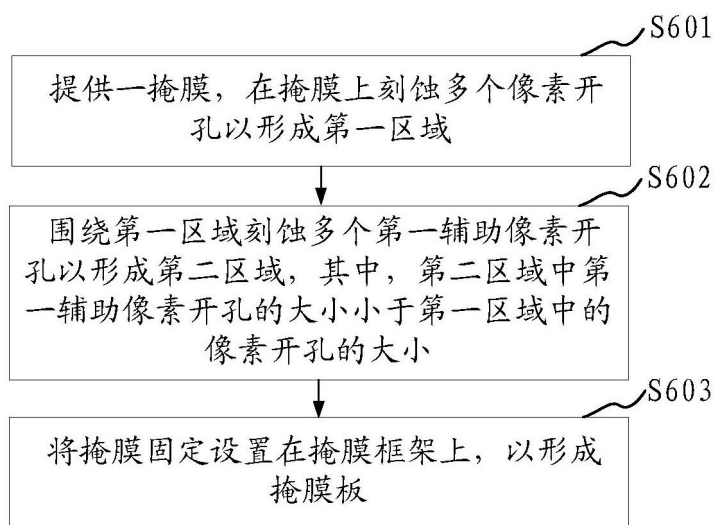 S601
提供一掩膜，在掩膜上刻蚀多个像素开
孔以形成第一区域
S602
围绕第一区域刻蚀多个第一辅助像素开
孔以形成第二区域，其中，第二区域中第
一辅助像素开孔的大小小于第一区域中的
像素开孔的大小
S603
将掩膜固定设置在掩膜框架上，以形成
掩膜板